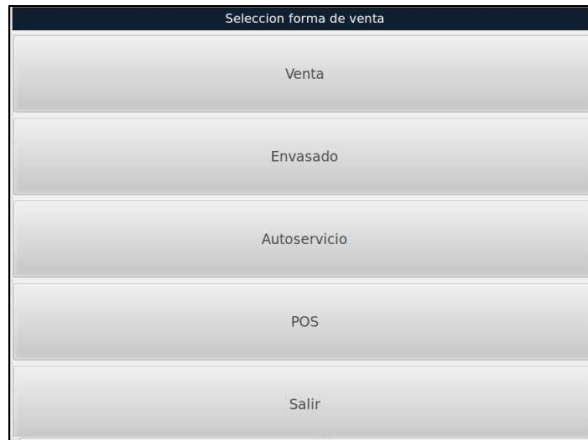 Seleccion forma de venta
Venta
Envasado
Autoservicio
POS
Salir